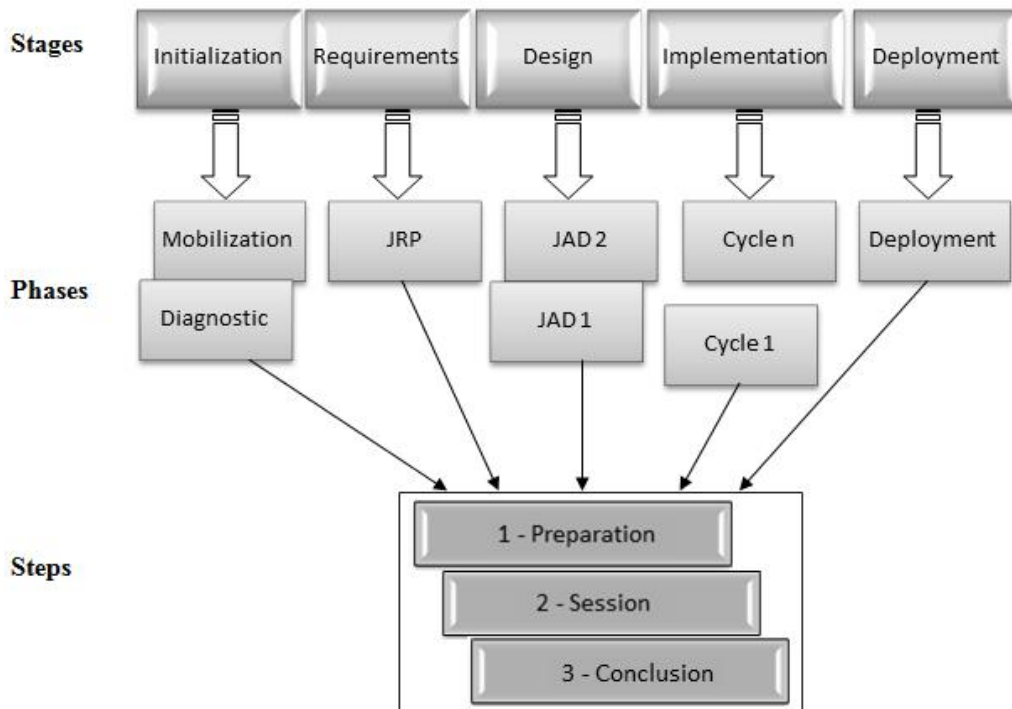 Stages
Initialization
Requirements
Design
Implementation
Deployment
Phases
Mobilization
JRP
JAD 2
Cycle n
Deployment
Diagnostic
JAD 1
Cycle 1
Steps
1 - Preparation
2 - Session
3 - Conclusion